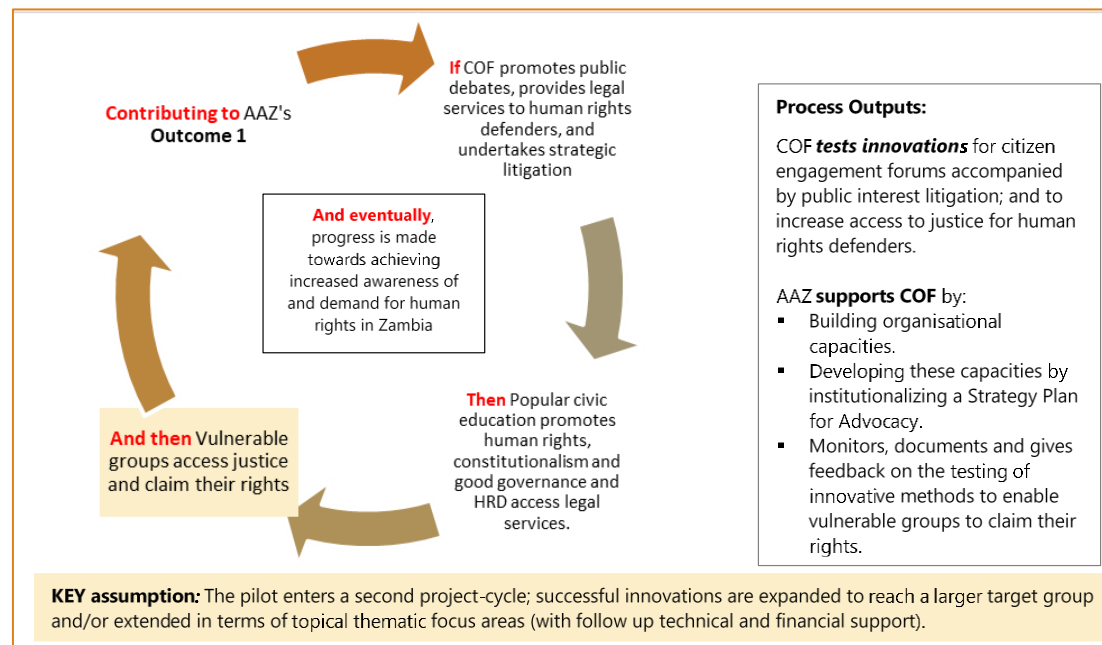 Contributing to AAZ's
Outcome 1
If COF promotes public
debates, provides legal
services to human rights
defenders, and
undertakes strategic
litigation
And eventually,
progress is made
towards achieving
increased awareness of
and demand for human
rights in Zambia
Then Popular civic
education promotes
human rights,
constitutionalism and
good governance and
HRD access legal
services.
And then Vulnerable
groups access justice
and claim their rights
Process Outputs:
COF tests innovations for citizen
engagement forums accompanied
by public interest litigation; and to
increase access to justice for human
rights defenders.
AAZ supports COF by:
▪ Building organisational
capacities.
▪ Developing these capacities by
institutionalizing a Strategy Plan
for Advocacy.
▪ Monitors, documents and gives
feedback on the testing of
innovative methods to enable
vulnerable groups to claim their
rights.
KEY assumption: The pilot enters a second project-cycle; successful innovations are expanded to reach a larger target group
and/or extended in terms of topical thematic focus areas (with follow up technical and financial support).